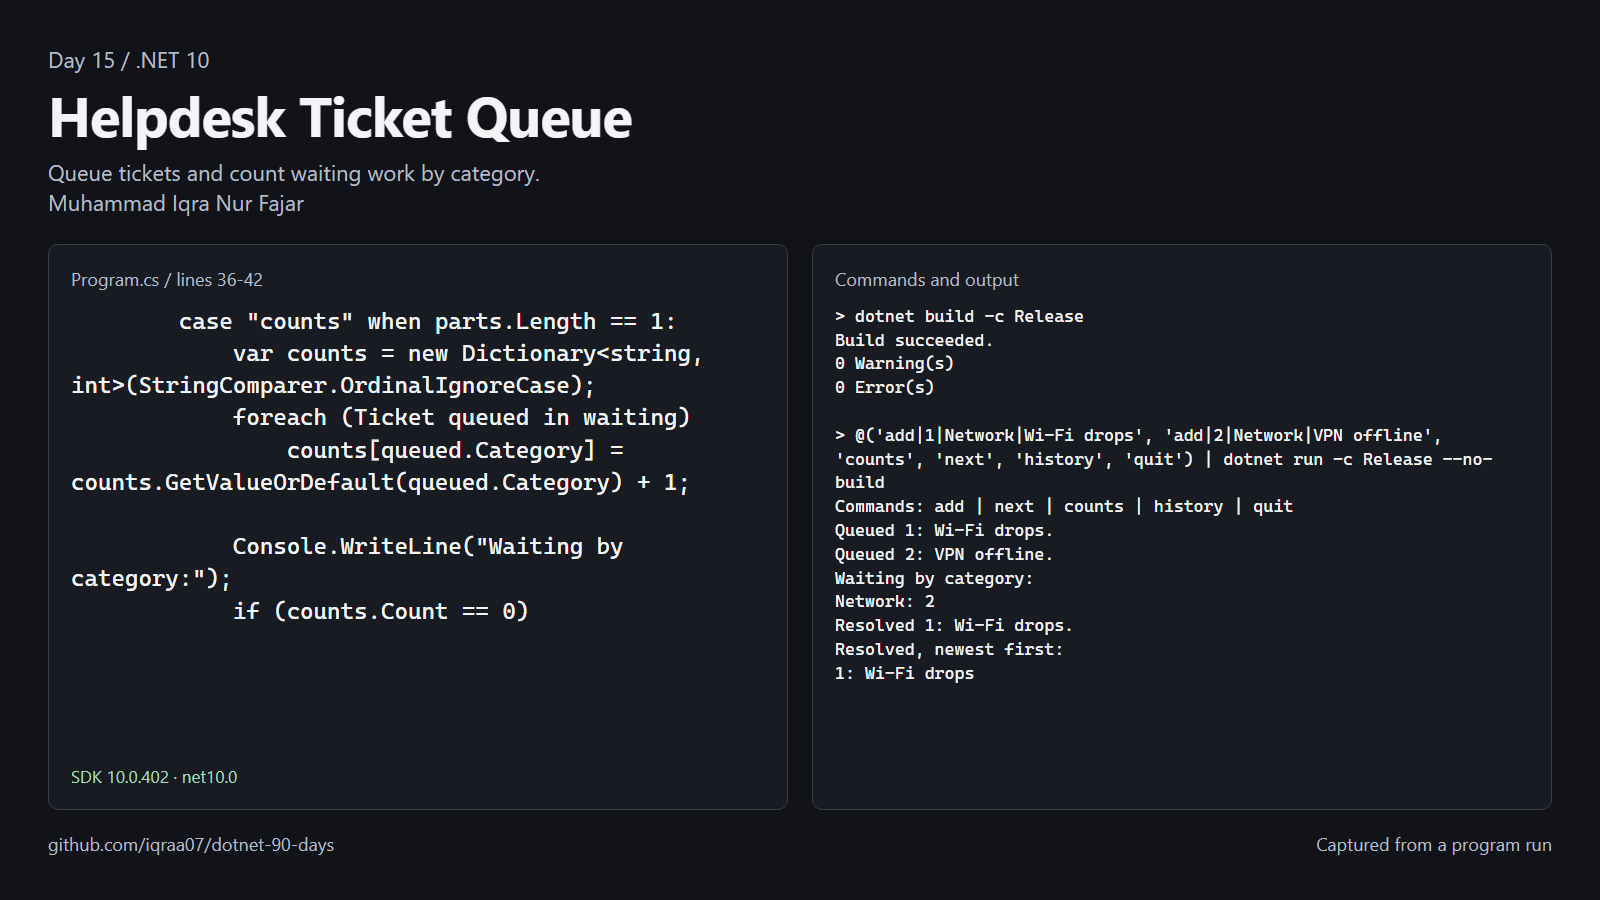 Day 15 / .NET 10
Helpdesk Ticket Queue
Queue tickets and count waiting work by category.
Muhammad Iqra Nur Fajar
Program.cs / lines 36-42
case "counts" when parts.Length == 1:
var counts = new Dictionary<string,
int>(StringComparer.OrdinalIgnoreCase);
foreach (Ticket queued in waiting)
counts[queued.Category] =
counts.GetValueOrDefault(queued.Category) + 1;
Console.WriteLine("Waiting by
category:");
if (counts.Count == 0)
SDK 10.0.402 · net10.0
Commands and output
> dotnet build -c Release
Build succeeded.
0 Warning(s)
0 Error(s)
> @('add|1|Network|Wi-Fi drops', 'add|2|Network|VPN offline',
'counts', 'next', 'history', 'quit') | dotnet run -c Release --no-
build
Commands: add | next | counts | history | quit
Queued 1: Wi-Fi drops.
Queued 2: VPN offline.
Waiting by category:
Network: 2
Resolved 1: Wi-Fi drops.
Resolved, newest first:
1: Wi-Fi drops
github.com/iqraa07/dotnet-90-days
Captured from a program run